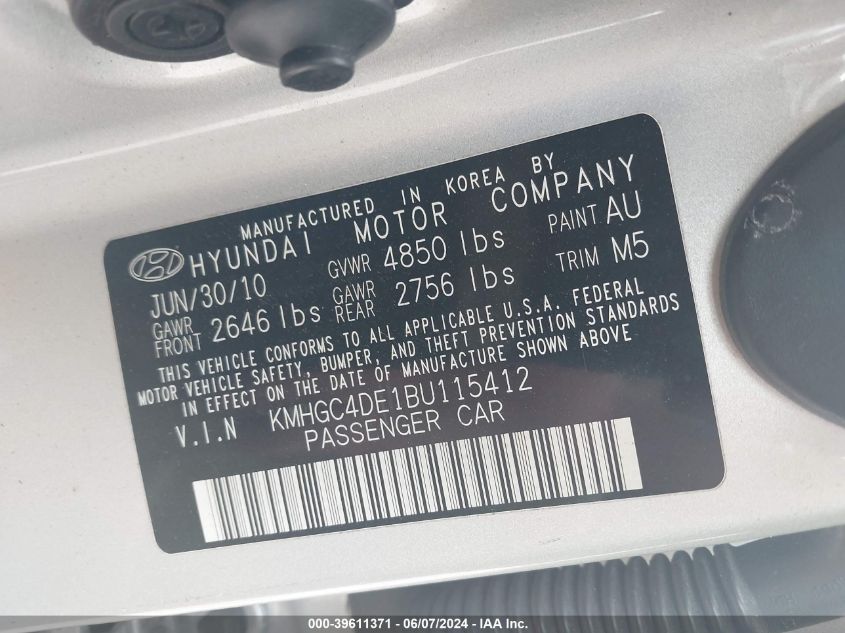 MANUFACTURED IN KOREA BY
HYUNDAI MOTOR COMPANY
JUN/30/10 GVWR 4850 lbs PAINT AU
GAWR FRONT 2646 lbs GAWR REAR 2756 lbs TRIM M5
THIS VEHICLE CONFORMS TO ALL APPLICABLE U.S.A. FEDERAL
MOTOR VEHICLE SAFETY, BUMPER, AND THEFT PREVENTION STANDARDS
IN EFFECT ON THE DATE OF MANUFACTURE SHOWN ABOVE
V.I.N KMHGC4DE1BU115412
PASSENGER CAR
000-39611371 - 06/07/2024 - IAA Inc.